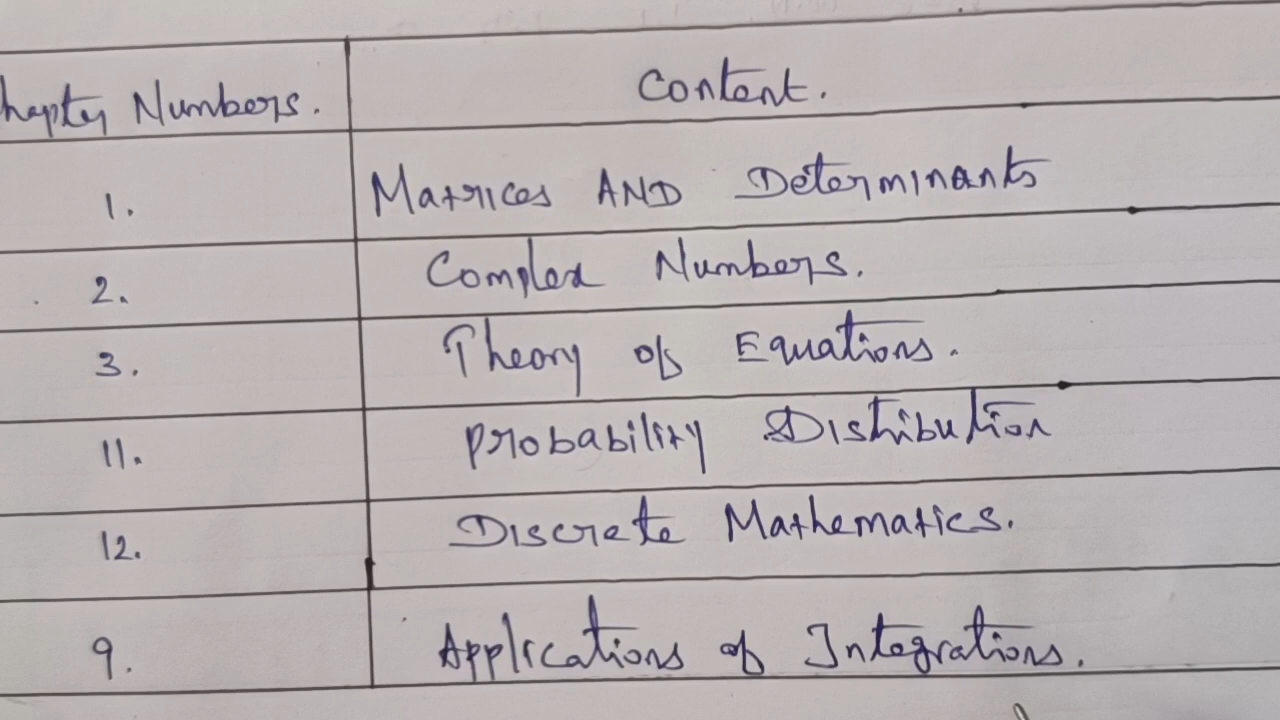 Chapter Numbers. Content.
1. Matrices AND Determinants
2. Complex Numbers.
3. Theory of Equations.
11. Probability Distribution
12. Discrete Mathematics.
9. Applications of Integrations.